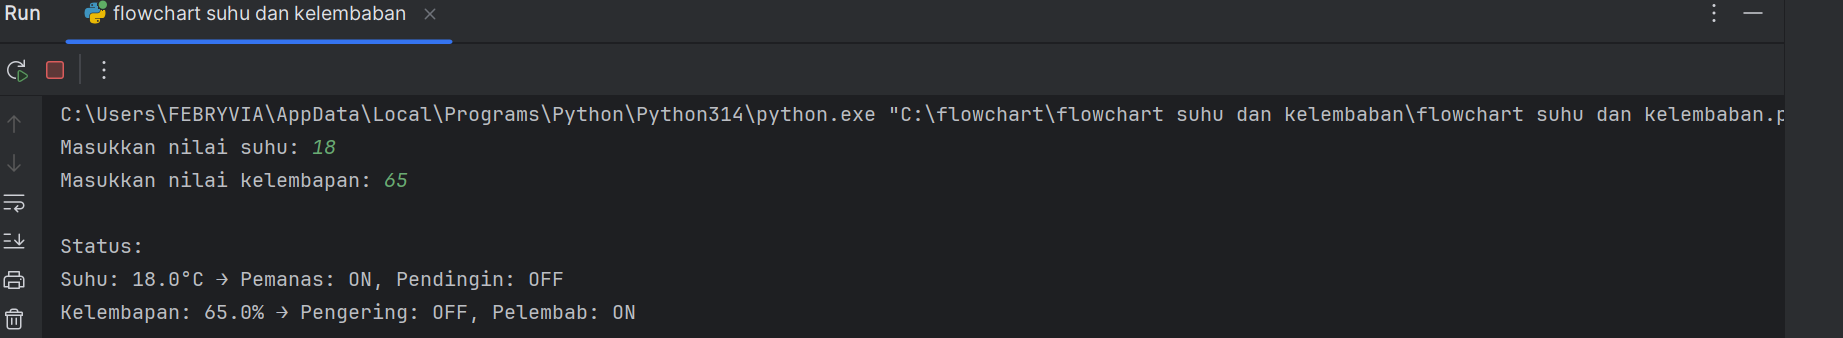 Run
flowchart suhu dan kelembaban
C:\Users\FEBRYVIA\AppData\Local\Programs\Python\Python314\python.exe "C:\flowchart\flowchart suhu dan kelembaban\flowchart suhu dan kelembaban.p
Masukkan nilai suhu: 18
Masukkan nilai kelembapan: 65
Status:
Suhu: 18.0°C → Pemanas: ON, Pendingin: OFF
Kelembapan: 65.0% → Pengering: OFF, Pelembab: ON